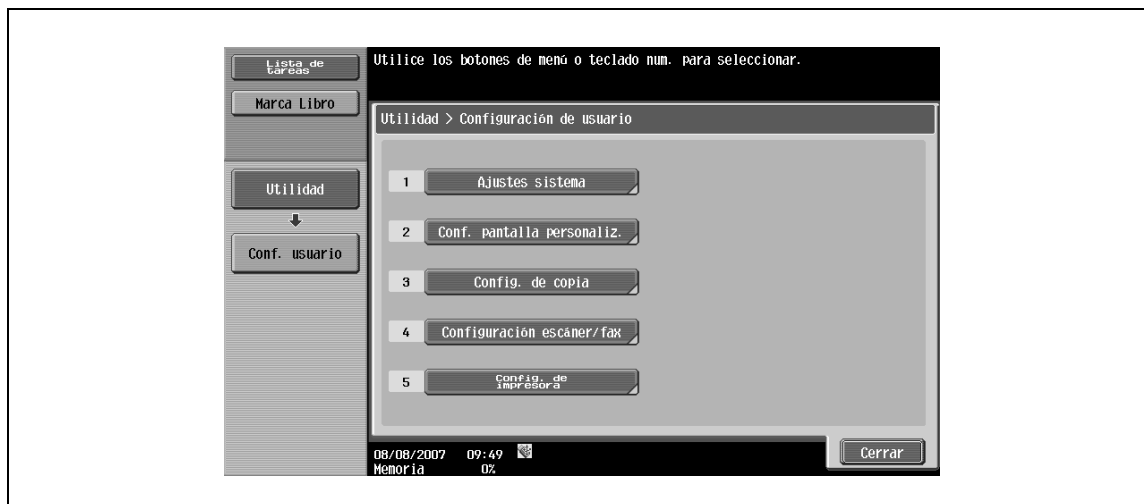 Lista de
tareas
Utilice los botones de menú o teclado num. para seleccionar.
Marca Libro
Utilidad > Configuración de usuario
Utilidad
Conf. usuario
1 Ajustes sistema
2 Conf. pantalla personaliz.
3 Config. de copia
4 Configuración escáner/fax
5 Config. de
impresora
08/08/2007 09:49
Memoria 0%
Cerrar